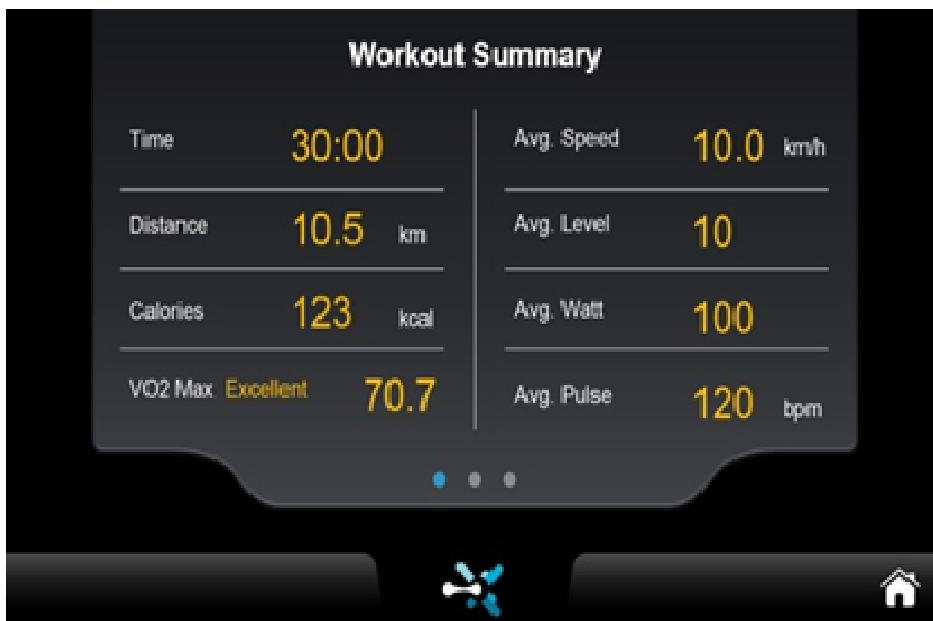 Workout Summary
Time 30:00
Distance 10.5 km
Calories 123 kcal
VO2 Max Excellent 70.7
Avg. Speed 10.0 km/h
Avg. Level 10
Avg. Watt 100
Avg. Pulse 120 bpm